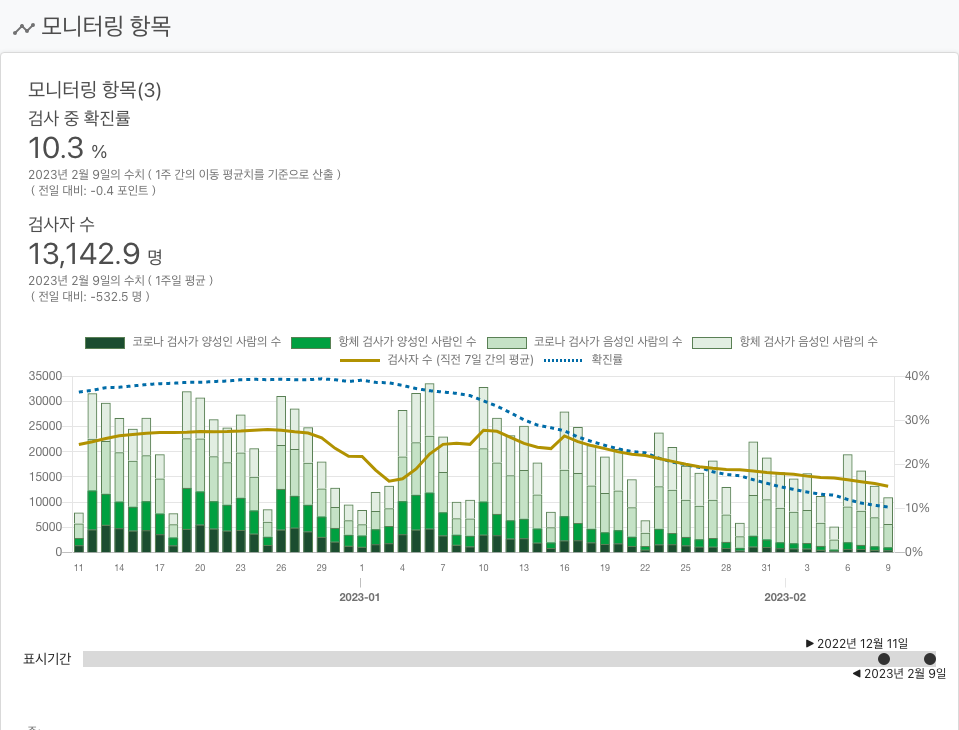 모니터링 항목
모니터링 항목(3)
검사 중 확진률
10.3 %
2023년 2월 9일의 수치 ( 1주 간의 이동 평균치를 기준으로 산출 )
( 전일 대비: -0.4 포인트 )
검사자 수
13,142.9 명
2023년 2월 9일의 수치 ( 1주일 평균 )
( 전일 대비: -532.5 명 )
코로나 검사가 양성인 사람의 수 항체 검사가 양성인 사람인 수 코로나 검사가 음성인 사람의 수 항체 검사가 음성인 사람의 수
검사자 수 (직전 7일 간의 평균) 확진률
35000 40%
30000
25000 30%
20000
20%
15000
10000 10%
5000
0 0%
11 14 17 20 23 26 29 1 4 7 10 13 16 19 22 25 28 31 3 6 9
2023-01 2023-02
▶ 2022년 12월 11일
표시기간
◀ 2023년 2월 9일